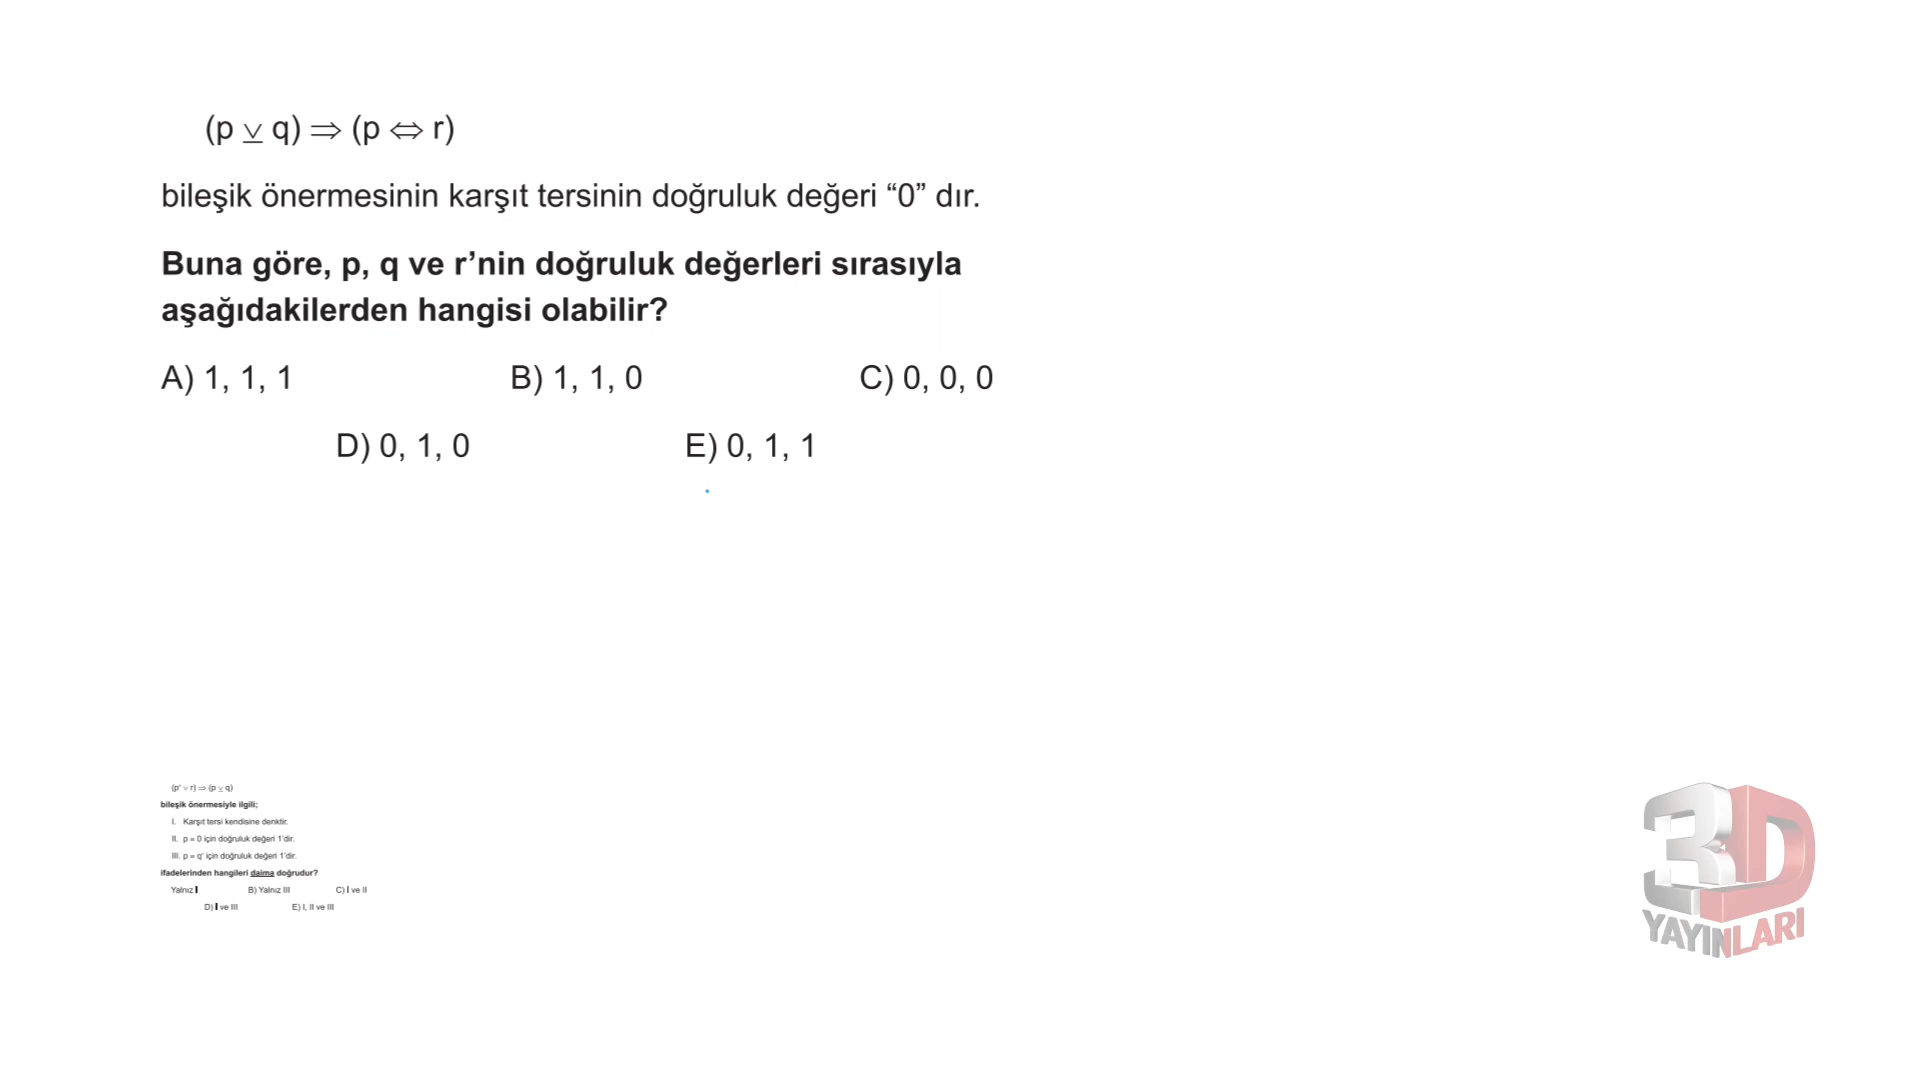 (p ⊻ q) ⇒ (p ⇔ r)
bileşik önermesinin karşıt tersinin doğruluk değeri “0” dır.
Buna göre, p, q ve r’nin doğruluk değerleri sırasıyla
aşağıdakilerden hangisi olabilir?
A) 1, 1, 1 B) 1, 1, 0 C) 0, 0, 0
D) 0, 1, 0 E) 0, 1, 1
(p' ∨ r) ⇒ (p ⊻ q)
bileşik önermesiyle ilgili;
I. Karşıt tersi kendisine denktir.
II. p = 0 için doğruluk değeri 1'dir.
III. p = q' için doğruluk değeri 1'dir.
ifadelerinden hangileri daima doğrudur?
Yalnız I B) Yalnız III C) I ve II
D) I ve III E) I, II ve III
3D
YAYINLARI